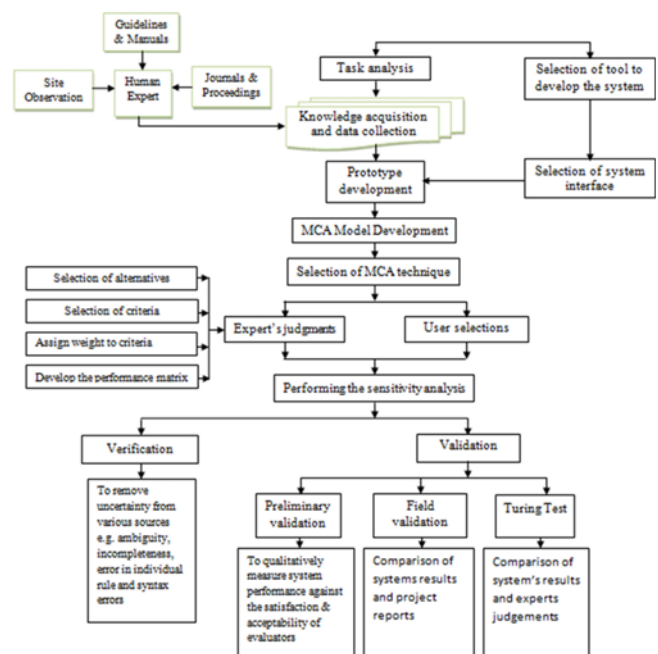 Guidelines
& Manuals
Site
Observation
Human
Expert
Journals &
Proceedings
Task analysis
Selection of tool to
develop the system
Knowledge acquisition
and data collection
Prototype
development
Selection of system
interface
MCA Model Development
Selection of MCA technique
Selection of alternatives
Selection of criteria
Assign weight to criteria
Develop the performance matrix
Expert's judgments
User selections
Performing the sensitivity analysis
Verification
Validation
To remove
uncertainty from
various sources
e.g. ambiguity,
incompleteness,
error in individual
rule and syntax
errors
Preliminary
validation
Field
validation
Turing Test
To qualitatively
measure system
performance against
the satisfaction &
acceptability of
evaluators
Comparison of
systems results
and project
reports
Comparison of
system's results
and experts
judgements